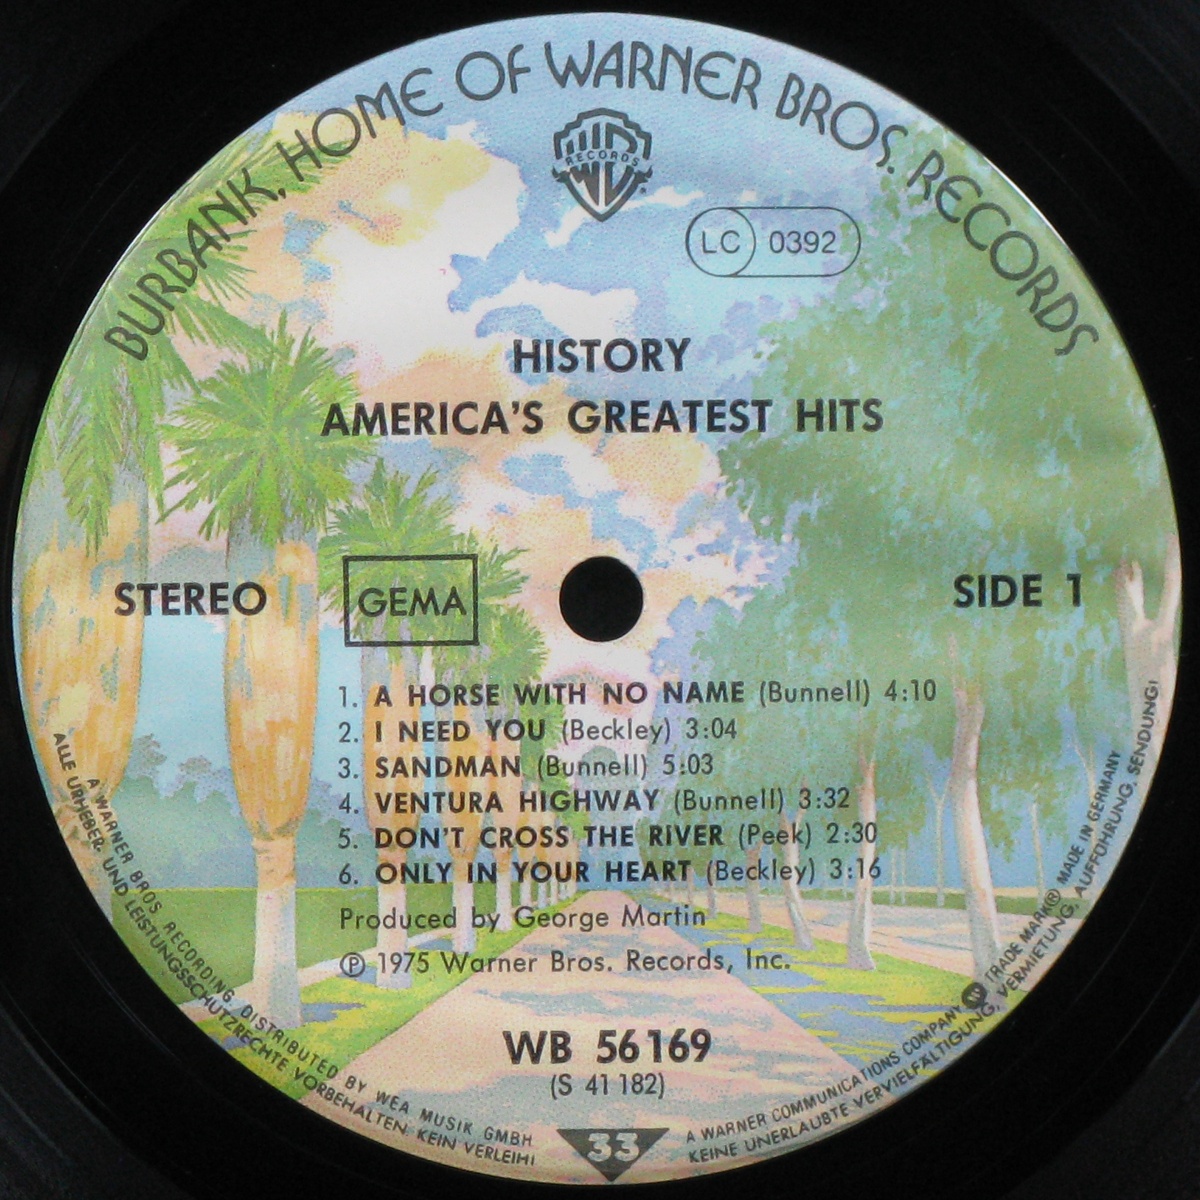 BURBANK, HOME OF WARNER BROS. RECORDS
WB
RECORDS
LC 0392
HISTORY
AMERICA'S GREATEST HITS
STEREO
GEMA
SIDE 1
1. A HORSE WITH NO NAME (Bunnell) 4:10
2. I NEED YOU (Beckley) 3:04
3. SANDMAN (Bunnell) 5:03
4. VENTURA HIGHWAY (Bunnell) 3:32
5. DON'T CROSS THE RIVER (Peek) 2:30
6. ONLY IN YOUR HEART (Beckley) 3:16
Produced by George Martin
℗ 1975 Warner Bros. Records, Inc.
WB 56 169
(S 41 182)
33
A WARNER BROS RECORDING, DISTRIBUTED BY WEA MUSIK GMBH
A WARNER COMMUNICATIONS COMPANY TRADE MARK® MADE IN GERMANY
ALLE URHEBER- UND LEISTUNGSSCHUTZRECHTE VORBEHALTEN. KEIN VERLEIH!
KEINE UNERLAUBTE VERVIELFÄLTIGUNG, VERMIETUNG, AUFFÜHRUNG, SENDUNG!